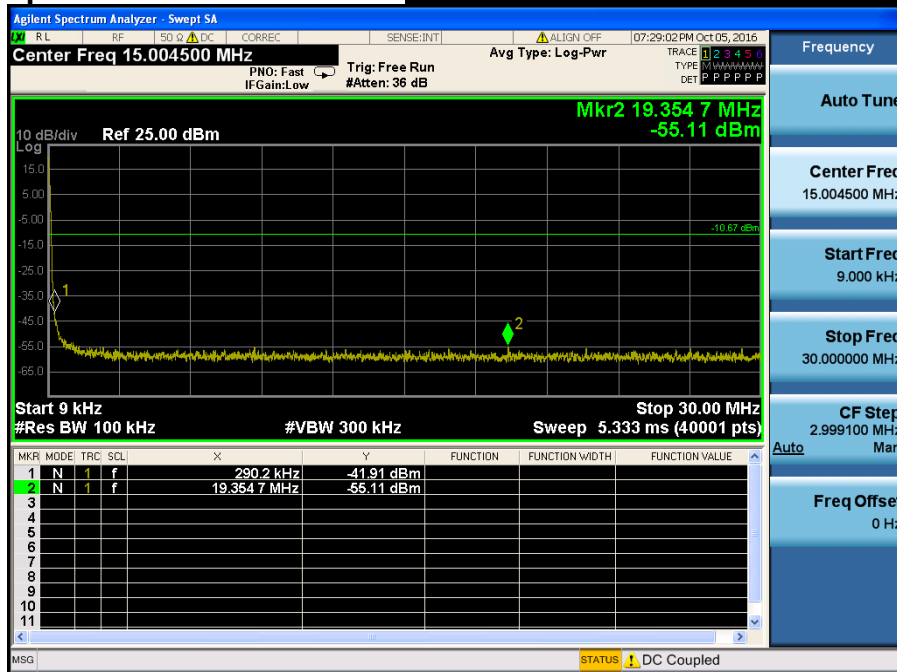 Agilent Spectrum Analyzer - Swept SA
RL RF 50 Ω DC CORREC SENSE:INT ALIGN OFF 07:29:02 PM Oct 05, 2016
Center Freq 15.004500 MHz
PNO: Fast
IFGain:Low
Trig: Free Run
#Atten: 36 dB
Avg Type: Log-Pwr
TRACE 1 2 3 4 5 6
TYPE M W W W W W
DET P P P P P P
Mkr2 19.354 7 MHz
-55.11 dBm
10 dB/div Ref 25.00 dBm
Log
15.0
5.00
-5.00
-10.67 dBm
-15.0
-25.0
-35.0
1
-45.0
2
-55.0
-65.0
Start 9 kHz Stop 30.00 MHz
#Res BW 100 kHz #VBW 300 kHz Sweep 5.333 ms (40001 pts)
MKR MODE TRC SCL X Y FUNCTION FUNCTION WIDTH FUNCTION VALUE
1 N 1 f 290.2 kHz -41.91 dBm
2 N 1 f 19.354 7 MHz -55.11 dBm
3
4
5
6
7
8
9
10
11
MSG STATUS DC Coupled
Frequency
Auto Tune
Center Freq
15.004500 MHz
Start Freq
9.000 kHz
Stop Freq
30.000000 MHz
CF Step
2.999100 MHz
Auto Man
Freq Offset
0 Hz